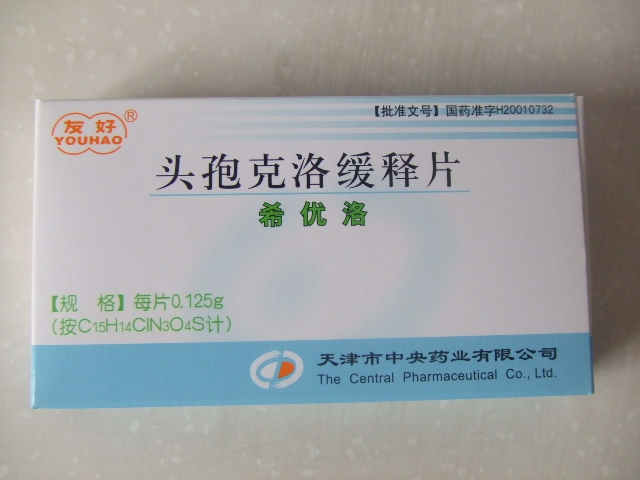 【批准文号】国药准字H20010732
友好®
YOUHAO
头孢克洛缓释片
希优洛
【规 格】每片0.125g
（按C15H14ClN3O4S计）
天津市中央药业有限公司
The Central Pharmaceutical Co., Ltd.